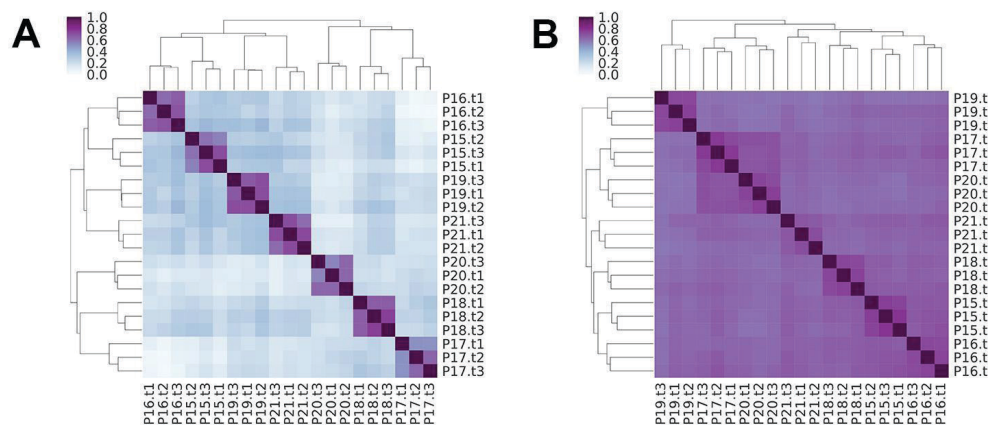 A
1.0
0.8
0.6
0.4
0.2
0.0
P16.t1
P16.t2
P16.t3
P15.t2
P15.t3
P15.t1
P19.t3
P19.t1
P19.t2
P21.t3
P21.t1
P21.t2
P20.t3
P20.t1
P20.t2
P18.t1
P18.t2
P18.t3
P17.t1
P17.t2
P17.t3
P16.t1
P16.t2
P16.t3
P15.t2
P15.t3
P15.t1
P19.t3
P19.t1
P19.t2
P21.t3
P21.t1
P21.t2
P20.t3
P20.t1
P20.t2
P18.t1
P18.t2
P18.t3
P17.t1
P17.t2
P17.t3
B
1.0
0.8
0.6
0.4
0.2
0.0
P19.t
P19.t
P19.t
P17.t
P17.t
P17.t
P20.t
P20.t
P20.t
P21.t
P21.t
P21.t
P18.t
P18.t
P18.t
P15.t
P15.t
P15.t
P16.t
P16.t
P16.t
P19.t3
P19.t1
P19.t2
P17.t3
P17.t2
P17.t1
P20.t1
P20.t2
P20.t3
P21.t3
P21.t1
P21.t2
P18.t3
P18.t2
P18.t1
P15.t2
P15.t3
P15.t1
P16.t3
P16.t2
P16.t1